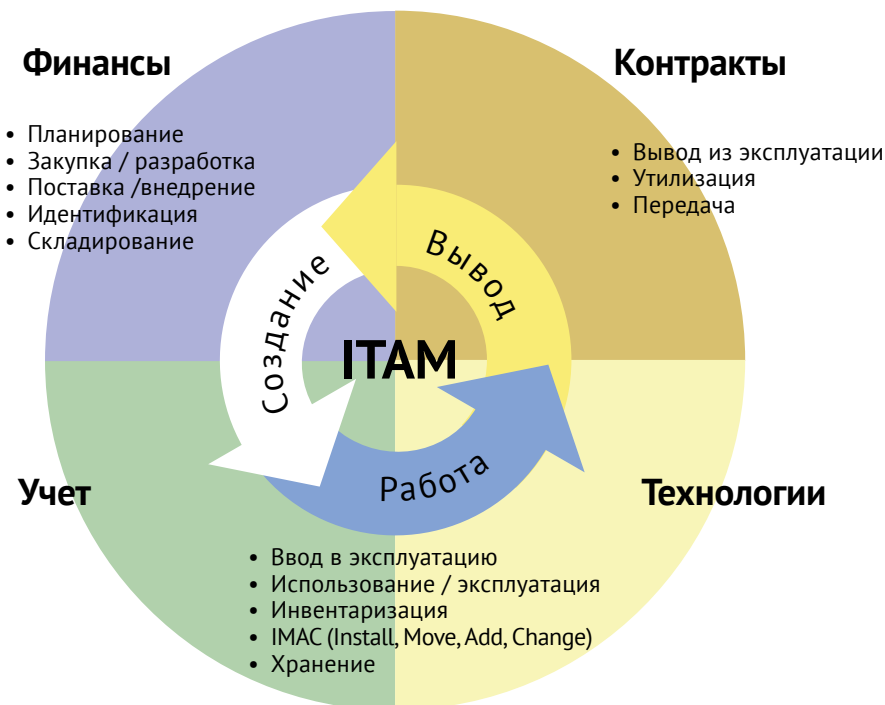 Финансы
• Планирование
• Закупка / разработка
• Поставка /внедрение
• Идентификация
• Складирование
Контракты
• Вывод из эксплуатации
• Утилизация
• Передача
Создание
Вывод
ITAM
Работа
Учет
Технологии
• Ввод в эксплуатацию
• Использование / эксплуатация
• Инвентаризация
• IMAC (Install, Move, Add, Change)
• Хранение